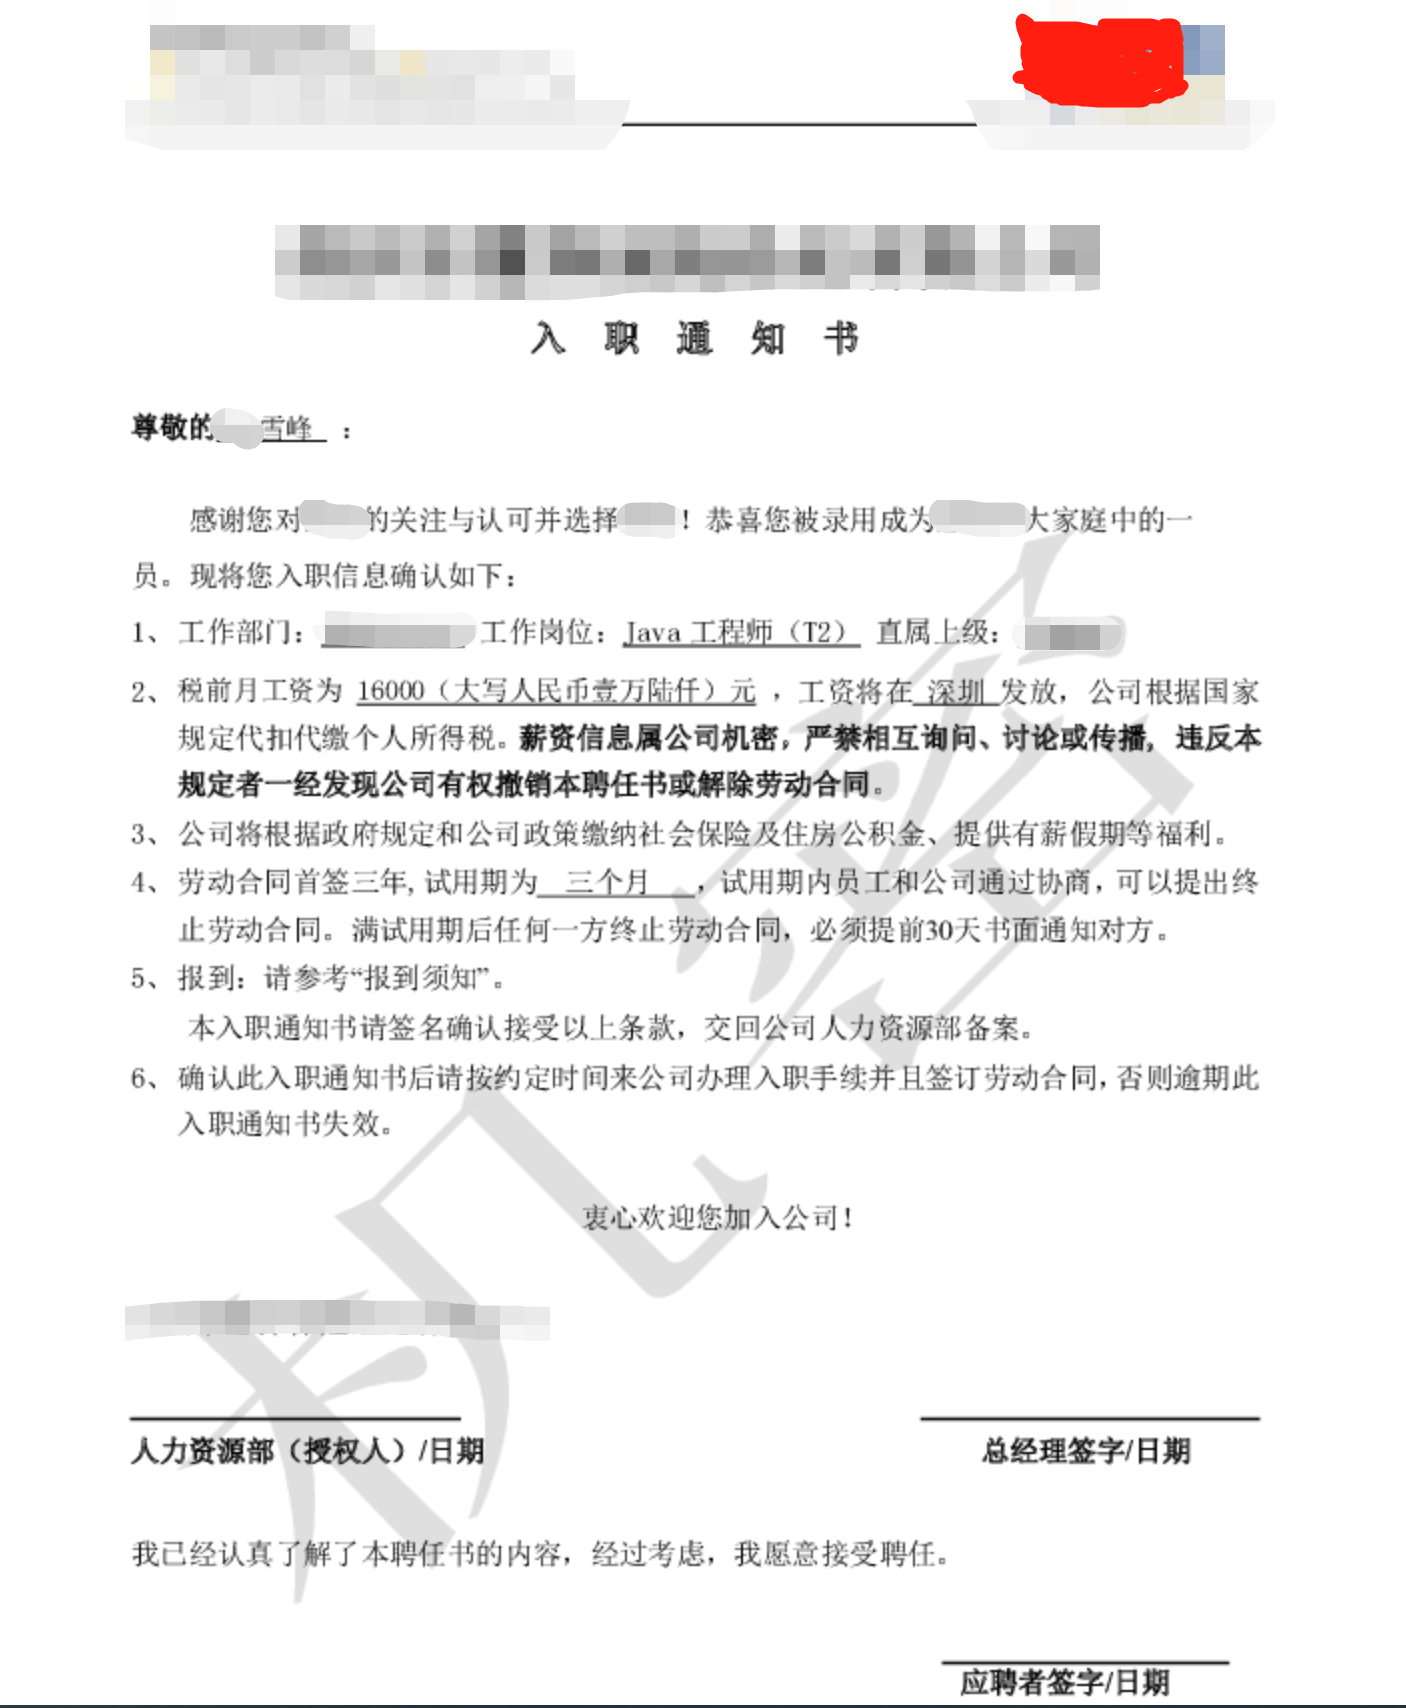 入 职 通 知 书
尊敬的 雪峰 ：
感谢您对 的关注与认可并选择 ！恭喜您被录用成为 大家庭中的一
员。现将您入职信息确认如下：
1、工作部门： 工作岗位：Java 工程师（T2） 直属上级：
2、税前月工资为 16000（大写人民币壹万陆仟）元 ，工资将在 深圳 发放，公司根据国家
规定代扣代缴个人所得税。薪资信息属公司机密，严禁相互询问、讨论或传播，违反本
规定者一经发现公司有权撤销本聘任书或解除劳动合同。
3、公司将根据政府规定和公司政策缴纳社会保险及住房公积金、提供有薪假期等福利。
4、劳动合同首签三年,试用期为 三个月 ，试用期内员工和公司通过协商，可以提出终
止劳动合同。满试用期后任何一方终止劳动合同，必须提前30天书面通知对方。
5、报到：请参考“报到须知”。
本入职通知书请签名确认接受以上条款，交回公司人力资源部备案。
6、确认此入职通知书后请按约定时间来公司办理入职手续并且签订劳动合同,否则逾期此
入职通知书失效。
衷心欢迎您加入公司！
人力资源部（授权人）/日期 总经理签字/日期
我已经认真了解了本聘任书的内容，经过考虑，我愿意接受聘任。
应聘者签字/日期
机密